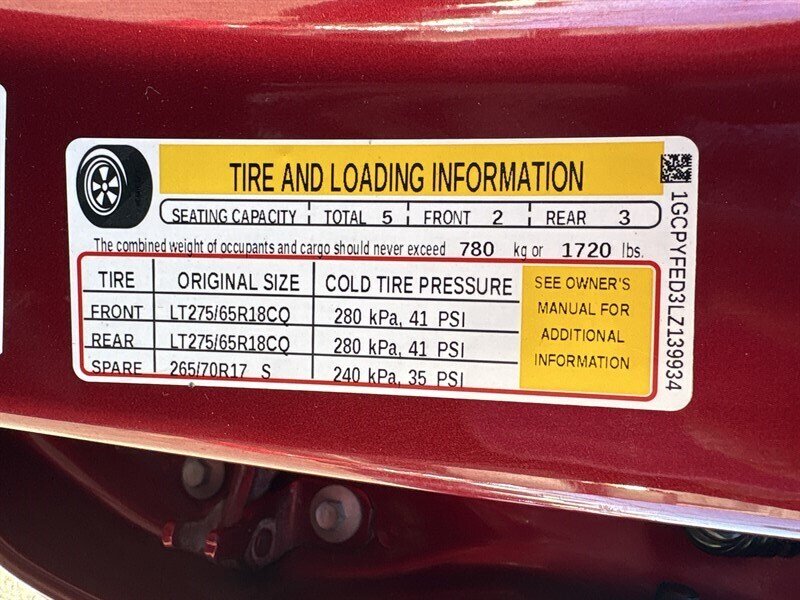 TIRE AND LOADING INFORMATION
SEATING CAPACITY TOTAL 5 FRONT 2 REAR 3
The combined weight of occupants and cargo should never exceed 780 kg or 1720 lbs.
TIRE ORIGINAL SIZE COLD TIRE PRESSURE
FRONT LT275/65R18CQ 280 kPa, 41 PSI
REAR LT275/65R18CQ 280 kPa, 41 PSI
SPARE 265/70R17 S 240 kPa, 35 PSI
SEE OWNER'S
MANUAL FOR
ADDITIONAL
INFORMATION
1GCPYFED3LZ139934